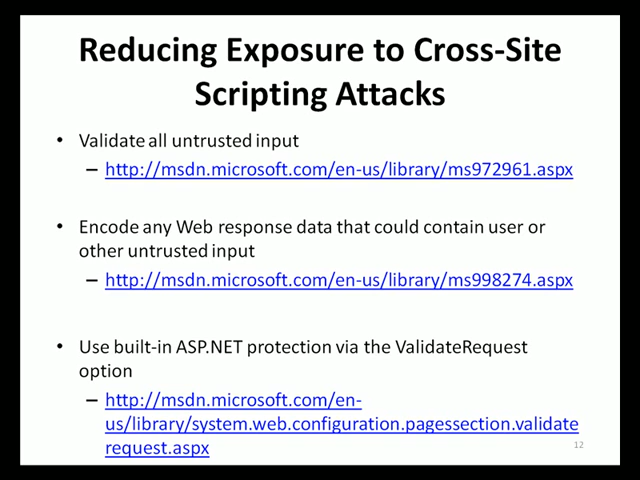 Reducing Exposure to Cross-Site
Scripting Attacks
• Validate all untrusted input
– http://msdn.microsoft.com/en-us/library/ms972961.aspx
• Encode any Web response data that could contain user or
other untrusted input
– http://msdn.microsoft.com/en-us/library/ms998274.aspx
• Use built-in ASP.NET protection via the ValidateRequest
option
– http://msdn.microsoft.com/en-
us/library/system.web.configuration.pagessection.validate
request.aspx
12